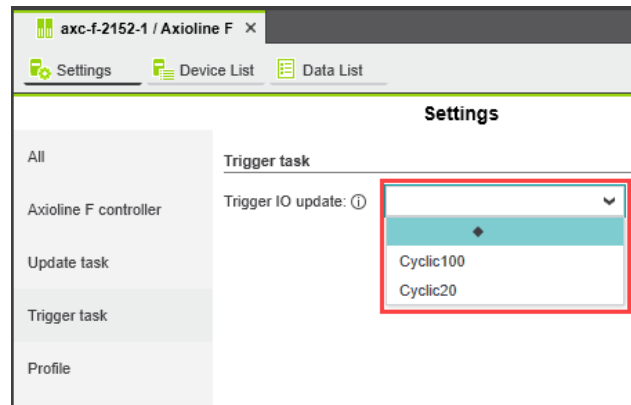 axc-f-2152-1 / Axioline F ×
Settings Device List Data List
Settings
All
Axioline F controller
Update task
Trigger task
Profile
Trigger task
Trigger IO update:
Cyclic100
Cyclic20